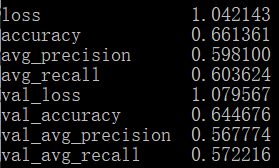 loss 1.042143
accuracy 0.661361
avg_precision 0.598100
avg_recall 0.603624
val_loss 1.079567
val_accuracy 0.644676
val_avg_precision 0.567774
val_avg_recall 0.572216